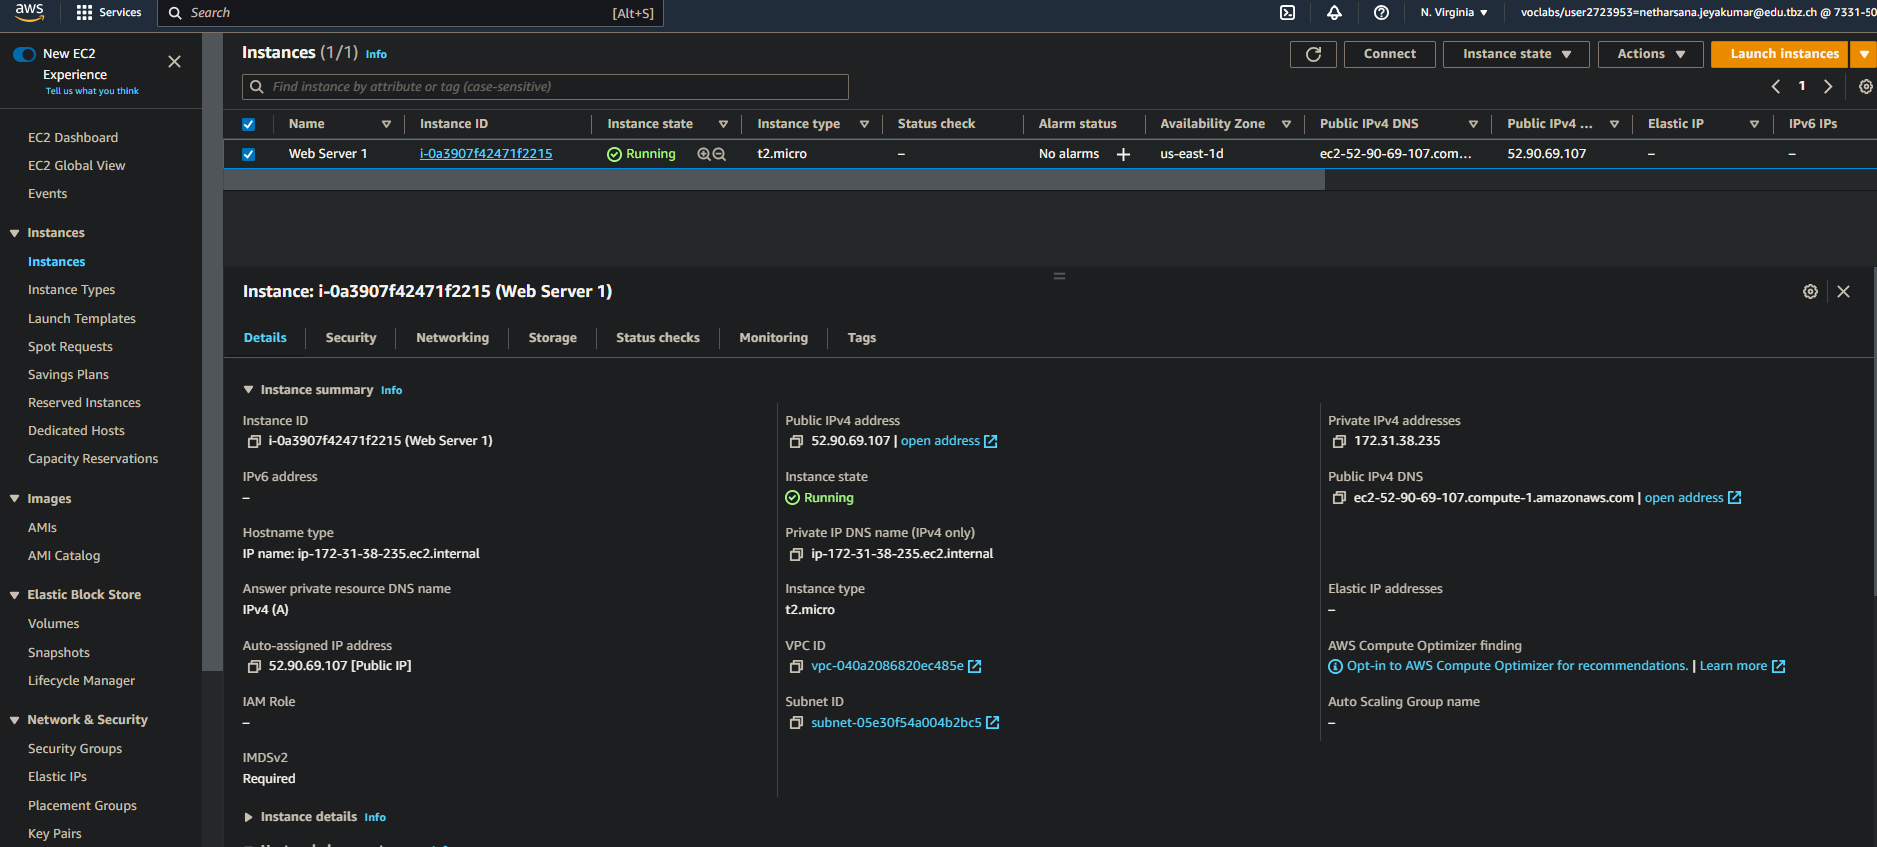 aws Services Search [Alt+S] N. Virginia voclabs/user2723953=netharsana.jeyakumar@edu.tbz.ch @ 7331-50
New EC2
Experience
Tell us what you think
EC2 Dashboard
EC2 Global View
Events
Instances
Instances
Instance Types
Launch Templates
Spot Requests
Savings Plans
Reserved Instances
Dedicated Hosts
Capacity Reservations
Images
AMIs
AMI Catalog
Elastic Block Store
Volumes
Snapshots
Lifecycle Manager
Network & Security
Security Groups
Elastic IPs
Placement Groups
Key Pairs
Instances (1/1) Info Connect Instance state Actions Launch instances
Find instance by attribute or tag (case-sensitive) 1
Name Instance ID Instance state Instance type Status check Alarm status Availability Zone Public IPv4 DNS Public IPv4 ... Elastic IP IPv6 IPs
Web Server 1 i-0a3907f42471f2215 Running t2.micro – No alarms + us-east-1d ec2-52-90-69-107.com... 52.90.69.107 – –
Instance: i-0a3907f42471f2215 (Web Server 1)
Details Security Networking Storage Status checks Monitoring Tags
Instance summary Info
Instance ID Public IPv4 address Private IPv4 addresses
i-0a3907f42471f2215 (Web Server 1) 52.90.69.107 | open address 172.31.38.235
IPv6 address Instance state Public IPv4 DNS
– Running ec2-52-90-69-107.compute-1.amazonaws.com | open address
Hostname type Private IP DNS name (IPv4 only)
IP name: ip-172-31-38-235.ec2.internal ip-172-31-38-235.ec2.internal
Answer private resource DNS name Instance type Elastic IP addresses
IPv4 (A) t2.micro –
Auto-assigned IP address VPC ID AWS Compute Optimizer finding
52.90.69.107 [Public IP] vpc-040a2086820ec485e Opt-in to AWS Compute Optimizer for recommendations. | Learn more
IAM Role Subnet ID Auto Scaling Group name
– subnet-05e30f54a004b2bc5 –
IMDSv2
Required
Instance details Info